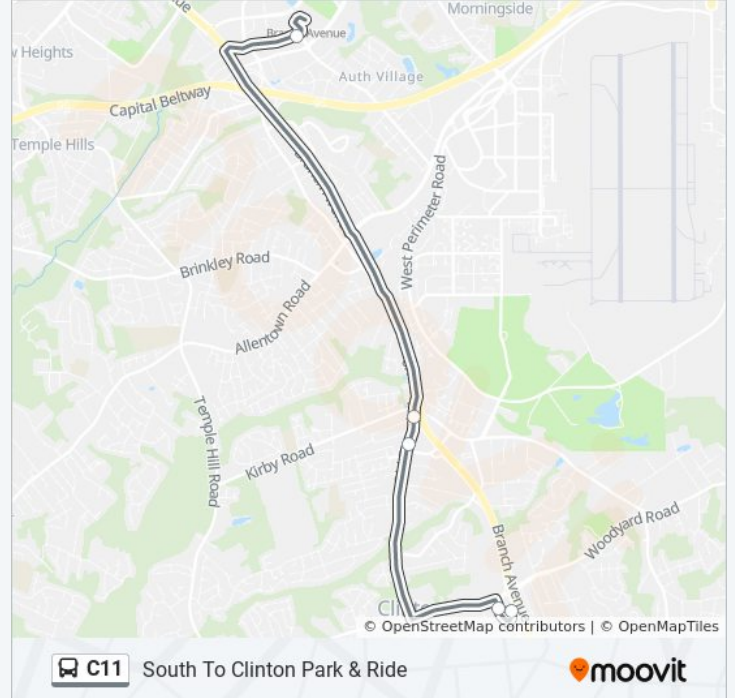 Morningside
Avenue
Heights
Auth Village
Capital Beltway
Temple Hills
West Perimeter Road
Brinkley Road
Allentown Road
Temple Hill Road
Kirby Road
Branch Avenue
Woodyard Road
© OpenStreetMap contributors | © OpenMapTiles
C11 South To Clinton Park & Ride
moovit